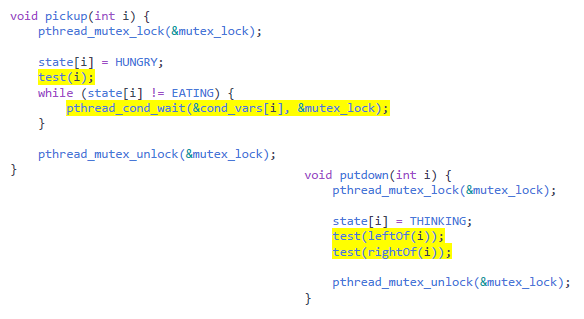 void pickup(int i) {
    pthread_mutex_lock(&mutex_lock);

    state[i] = HUNGRY;
    test(i);
    while (state[i] != EATING) {
        pthread_cond_wait(&cond_vars[i], &mutex_lock);
    }

    pthread_mutex_unlock(&mutex_lock);
}
void putdown(int i) {
    pthread_mutex_lock(&mutex_lock);

    state[i] = THINKING;
    test(leftOf(i));
    test(rightOf(i));

    pthread_mutex_unlock(&mutex_lock);
}